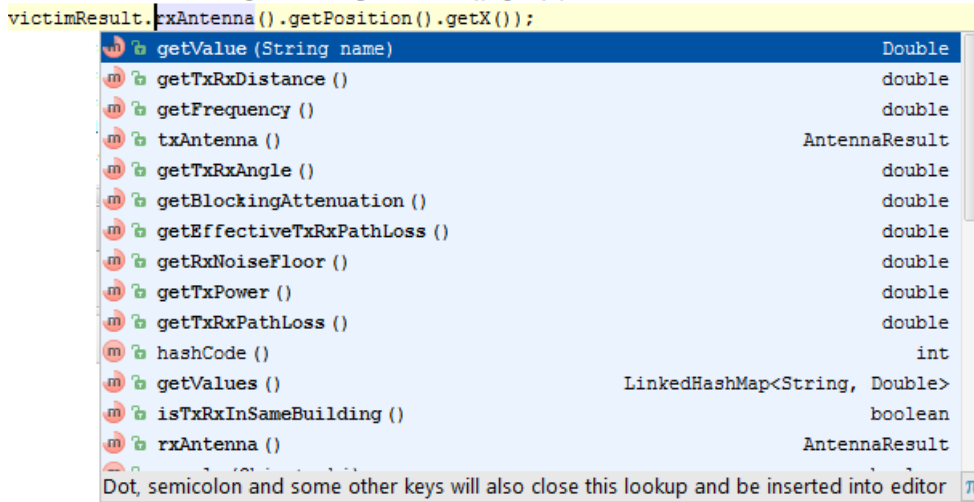 victimResult.rxAntenna().getPosition().getX());
getValue(String name) Double
getTxRxDistance() double
getFrequency() double
txAntenna() AntennaResult
getTxRxAngle() double
getBlockingAttenuation() double
getEffectiveTxRxPathLoss() double
getRxNoiseFloor() double
getTxPower() double
getTxRxPathLoss() double
hashCode() int
getValues() LinkedHashMap<String, Double>
isTxRxInSameBuilding() boolean
rxAntenna() AntennaResult
Dot, semicolon and some other keys will also close this lookup and be inserted into editor